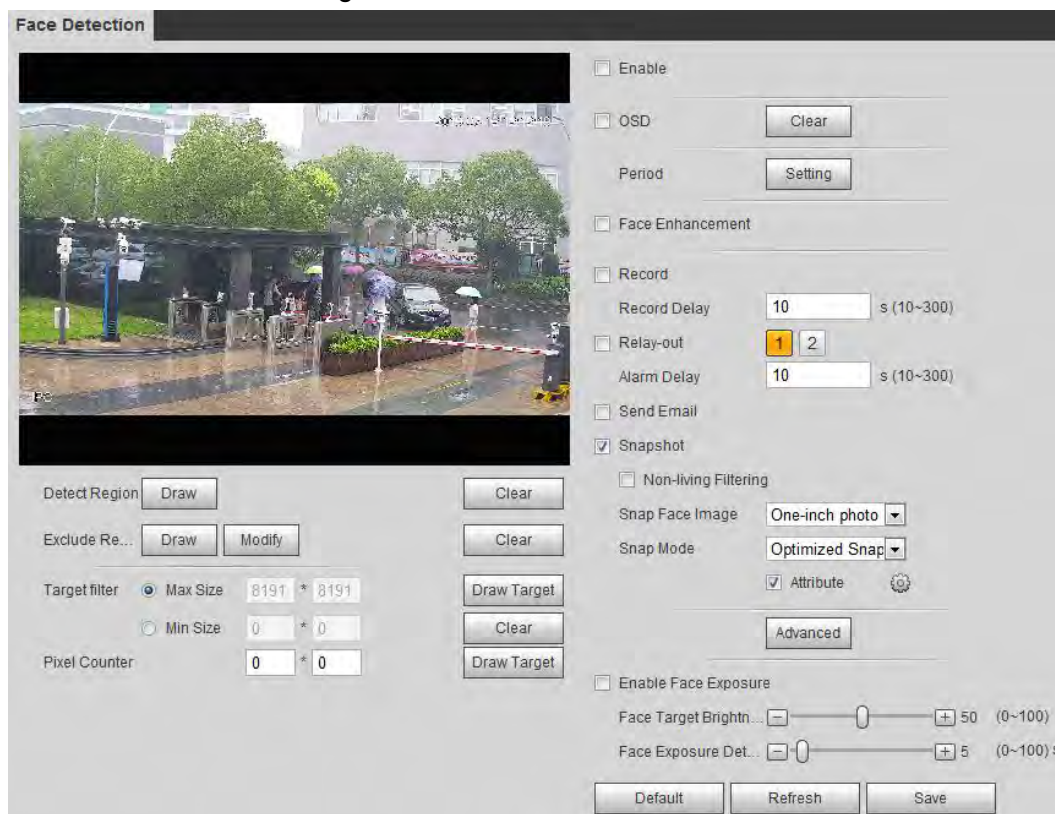 Face Detection
Enable
OSD Clear
Period Setting
Face Enhancement
Record
Record Delay 10 s (10~300)
Relay-out 1 2
Alarm Delay 10 s (10~300)
Send Email
Snapshot
Non-living Filtering
Snap Face Image One-inch photo
Snap Mode Optimized Snap
Attribute
Advanced
Enable Face Exposure
Face Target Brightn... 50 (0~100)
Face Exposure Det... 5 (0~100) s
Default Refresh Save
PC
Detect Region Draw Clear
Exclude Re... Draw Modify Clear
Target filter Max Size 8191 * 8191 Draw Target
Min Size 0 * 0 Clear
Pixel Counter 0 * 0 Draw Target